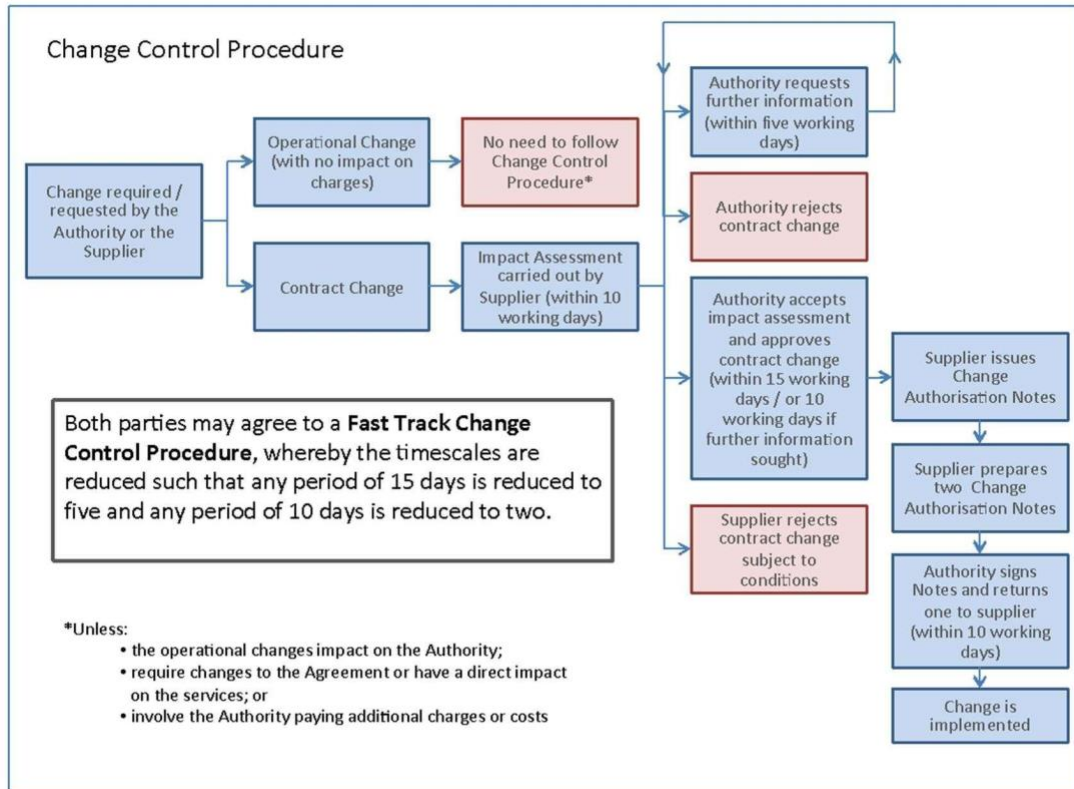 Change Control Procedure
Change required /
requested by the
Authority or the
Supplier
Operational Change
(with no impact on
charges)
No need to follow
Change Control
Procedure*
Contract Change
Impact Assessment
carried out by
Supplier (within 10
working days)
Authority requests
further information
(within five working
days)
Authority rejects
contract change
Authority accepts
impact assessment
and approves
contract change
(within 15 working
days / or 10
working days if
further information
sought)
Supplier rejects
contract change
subject to
conditions
Supplier issues
Change
Authorisation Notes
Supplier prepares
two Change
Authorisation Notes
Authority signs
Notes and returns
one to supplier
(within 10 working
days)
Change is
implemented
Both parties may agree to a Fast Track Change
Control Procedure, whereby the timescales are
reduced such that any period of 15 days is reduced to
five and any period of 10 days is reduced to two.
*Unless:
• the operational changes impact on the Authority;
• require changes to the Agreement or have a direct impact
on the services; or
• involve the Authority paying additional charges or costs